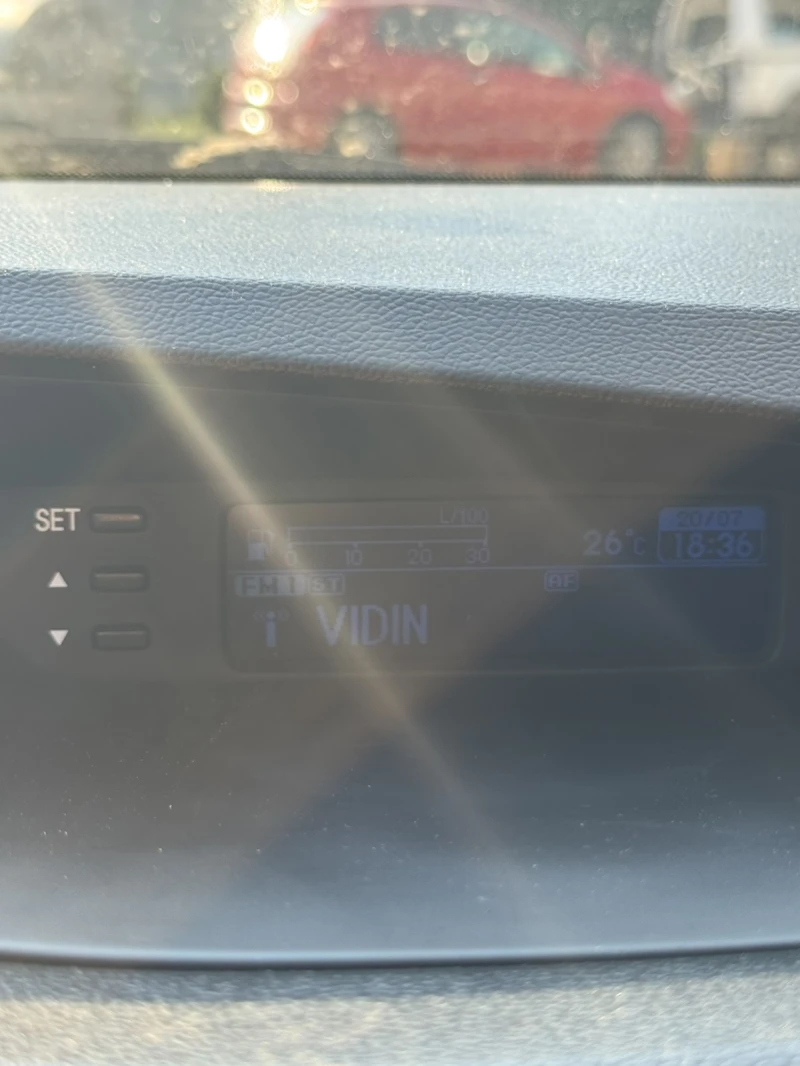 SET
▲
▼
L/100
0 10 20 30
26°C
20/07
18:36
FM1 ST
AF
i VIDIN